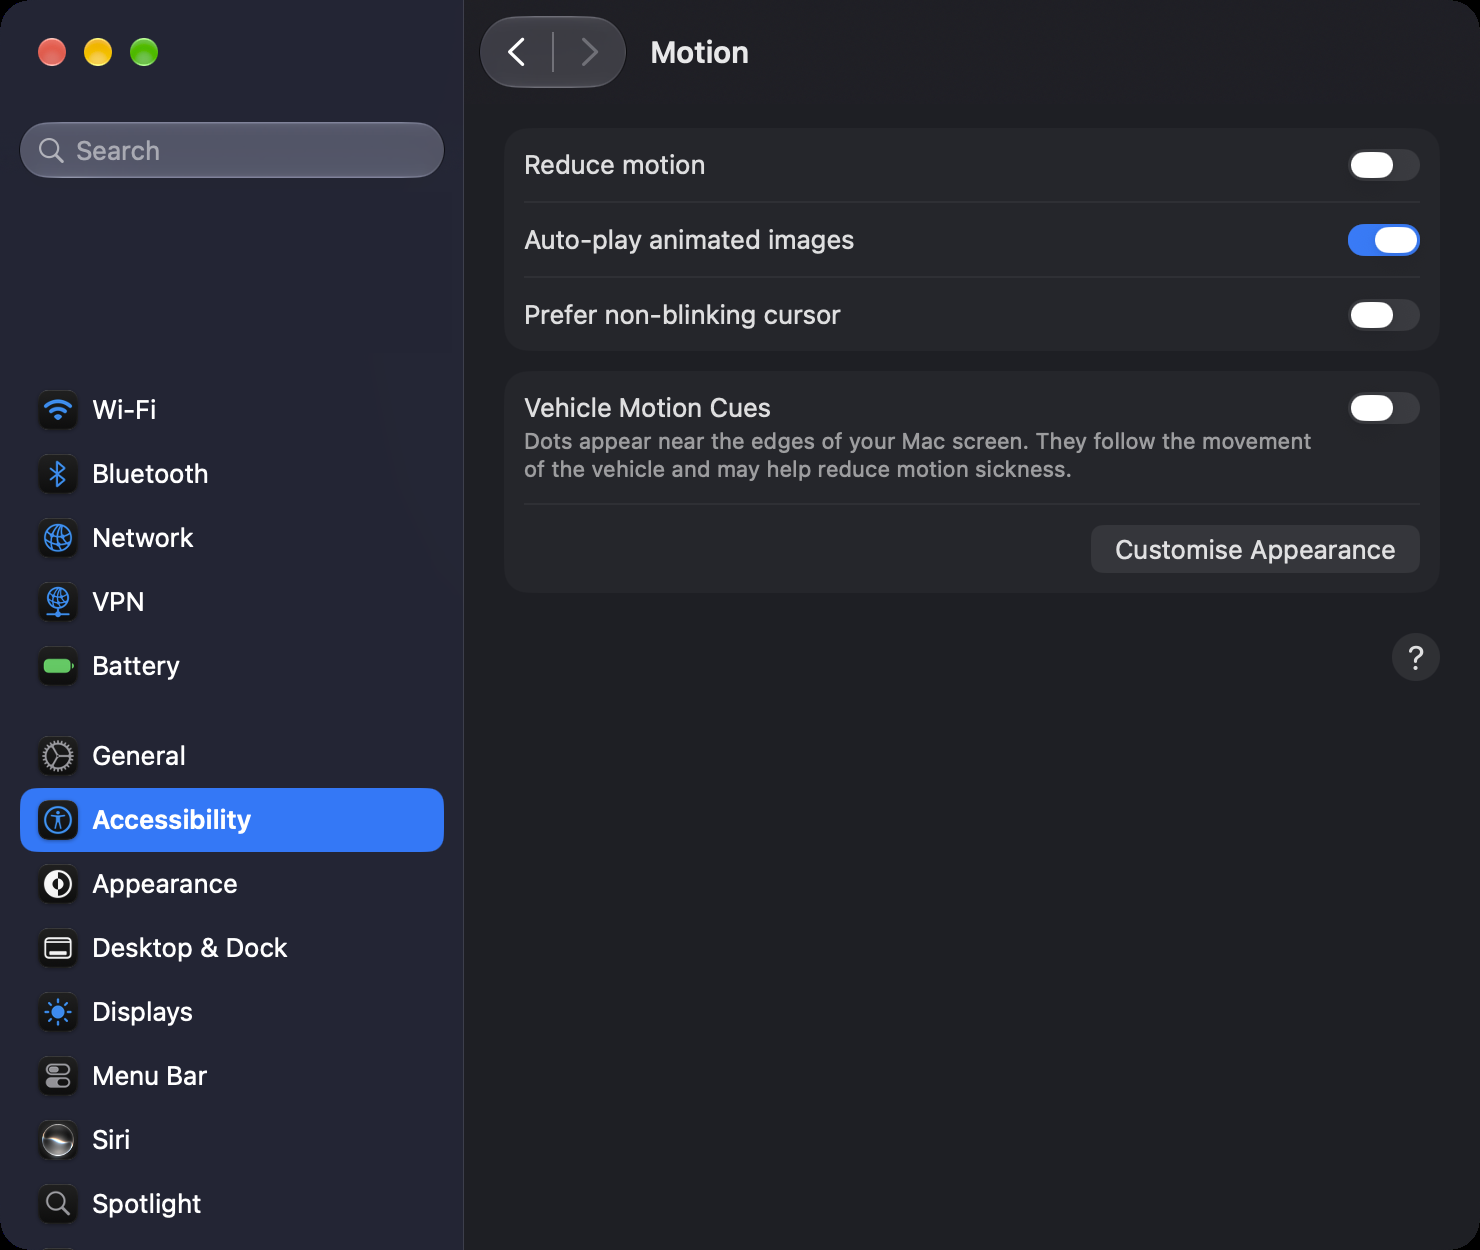 Search
Wi-Fi
Bluetooth
Network
VPN
Battery
General
Accessibility
Appearance
Desktop & Dock
Displays
Menu Bar
Siri
Spotlight
Motion
Reduce motion
Auto-play animated images
Prefer non-blinking cursor
Vehicle Motion Cues
Dots appear near the edges of your Mac screen. They follow the movement
of the vehicle and may help reduce motion sickness.
Customise Appearance
?